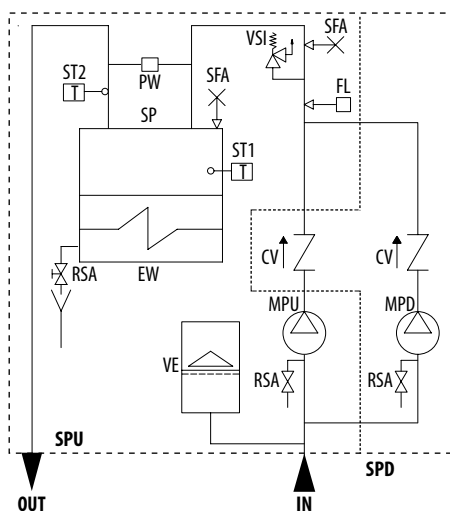 VSI
SFA
ST2
T
PW
SFA
FL
SP
ST1
T
CV
CV
RSA
EW
MPU
MPD
VE
RSA
RSA
SPU
SPD
OUT
IN